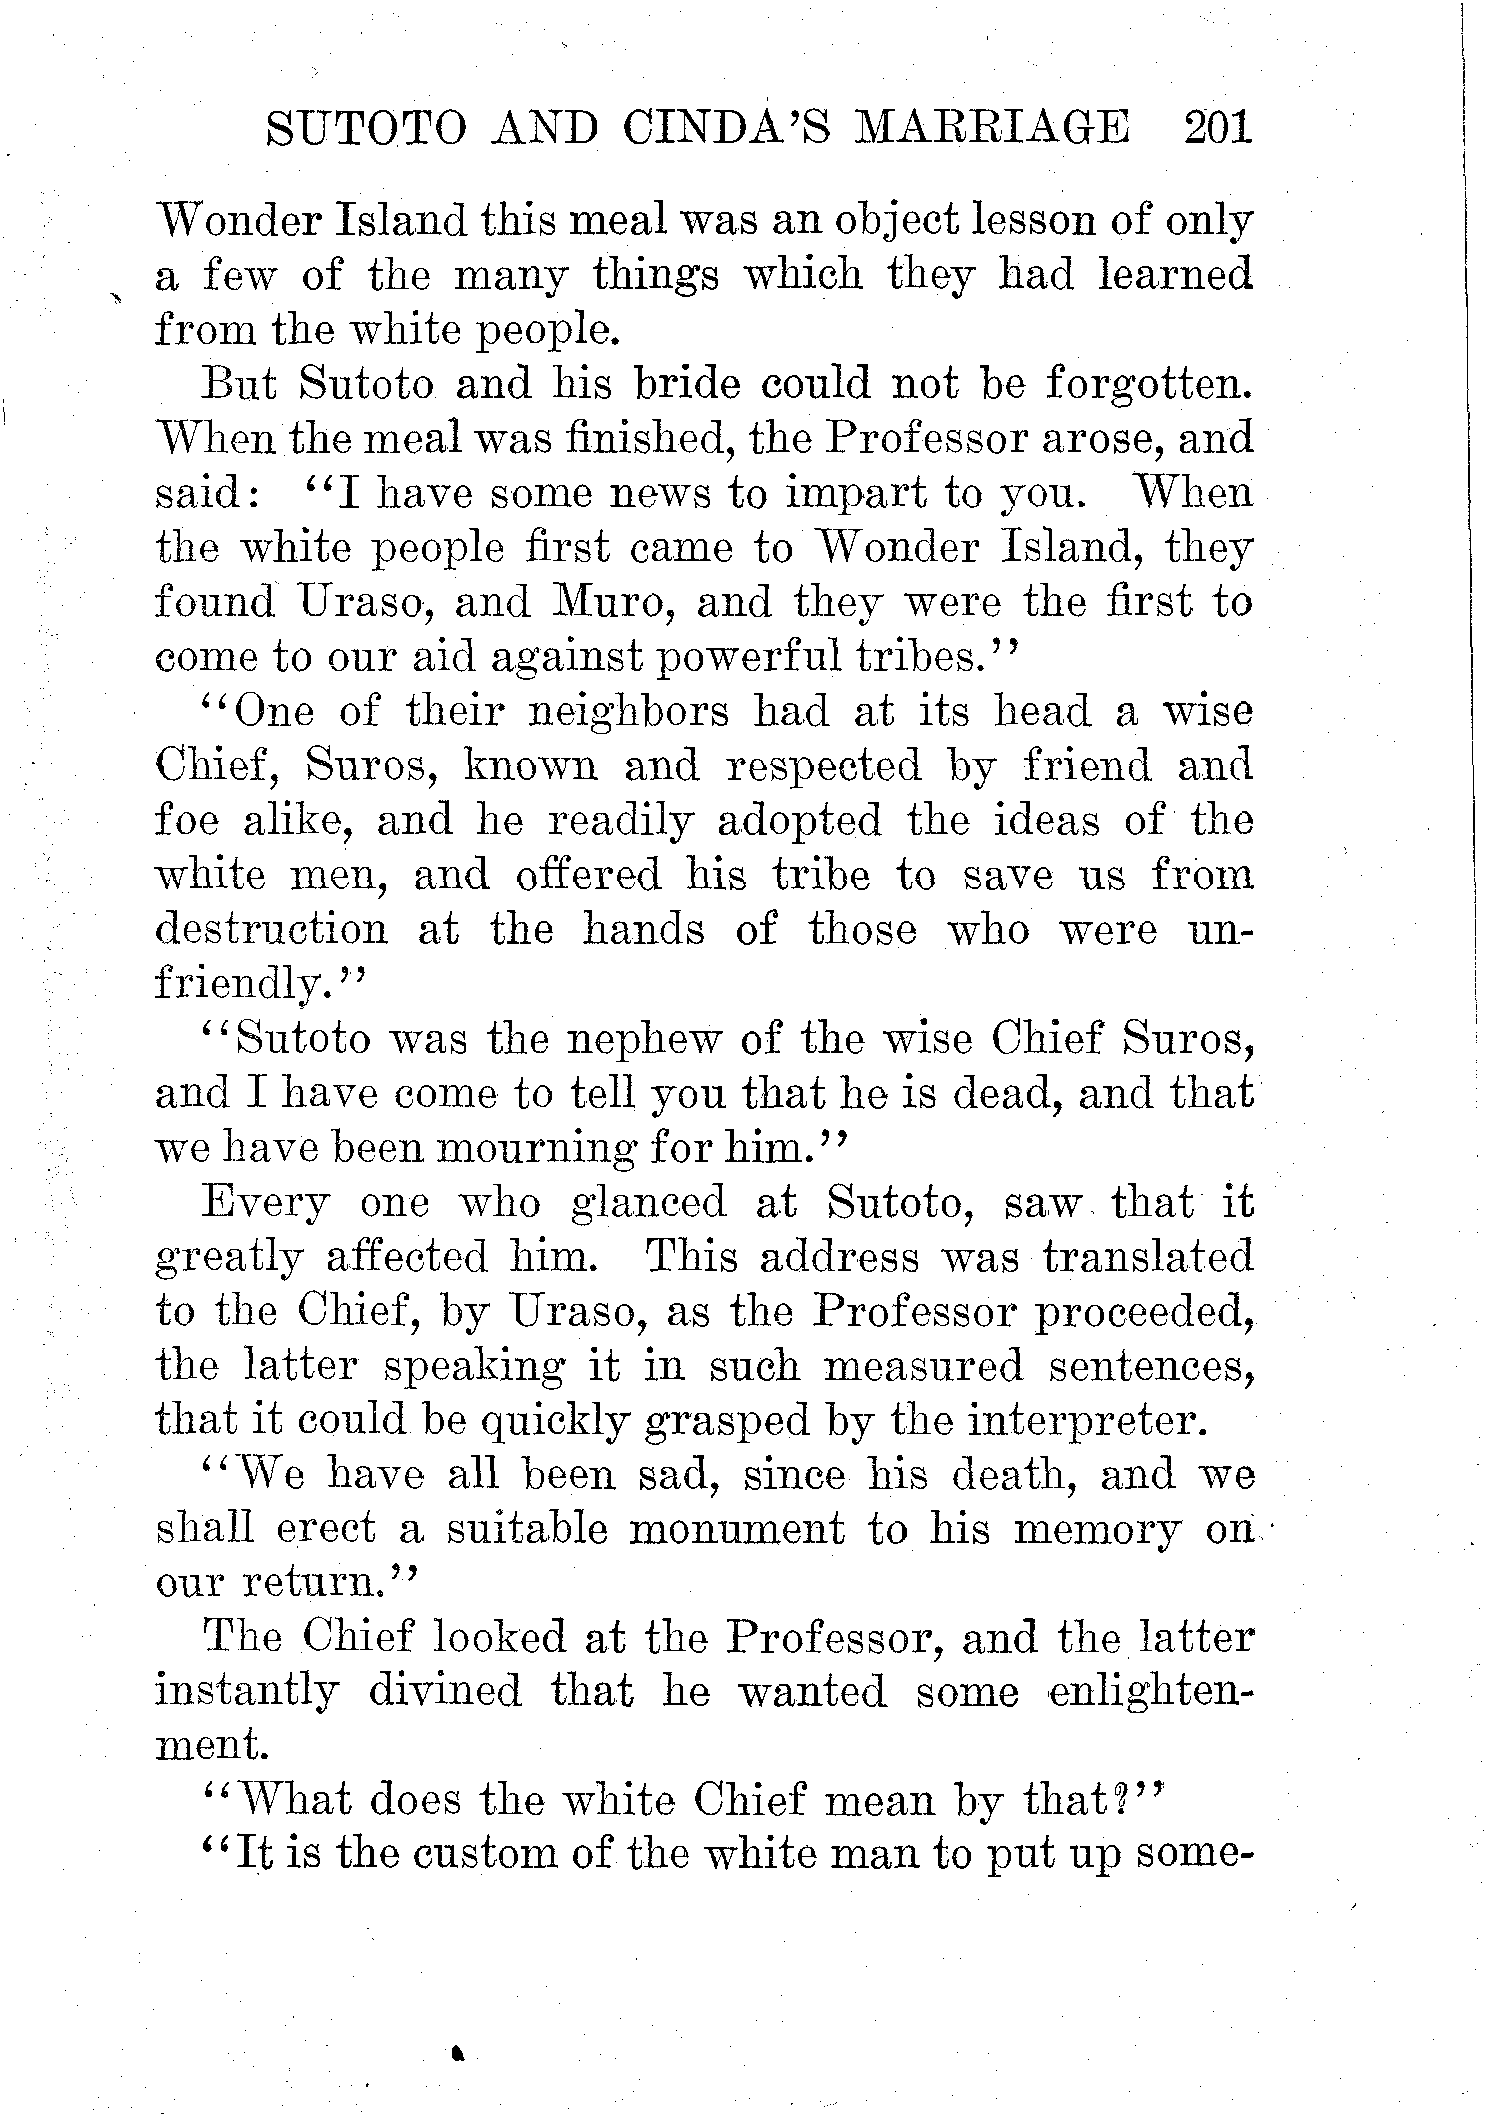 SUTOTO AND CINDA'S MARRIAGE 201
Wonder Island this meal was an object lesson of only
a few of the many things which they had learned
from the white people.
But Sutoto and his bride could not be forgotten.
When the meal was finished, the Professor arose, and
said: "I have some news to impart to you. When
the white people first came to Wonder Island, they
found Uraso, and Muro, and they were the first to
come to our aid against powerful tribes."
"One of their neighbors had at its head a wise
Chief, Suros, known and respected by friend and
foe alike, and he readily adopted the ideas of the
white men, and offered his tribe to save us from
destruction at the hands of those who were un-
friendly."
"Sutoto was the nephew of the wise Chief Suros,
and I have come to tell you that he is dead, and that
we have been mourning for him."
Every one who glanced at Sutoto, saw that it
greatly affected him. This address was translated
to the Chief, by Uraso, as the Professor proceeded,
the latter speaking it in such measured sentences,
that it could be quickly grasped by the interpreter.
"We have all been sad, since his death, and we
shall erect a suitable monument to his memory on
our return."
The Chief looked at the Professor, and the latter
instantly divined that he wanted some enlighten-
ment.
"What does the white Chief mean by that?"
"It is the custom of the white man to put up some-